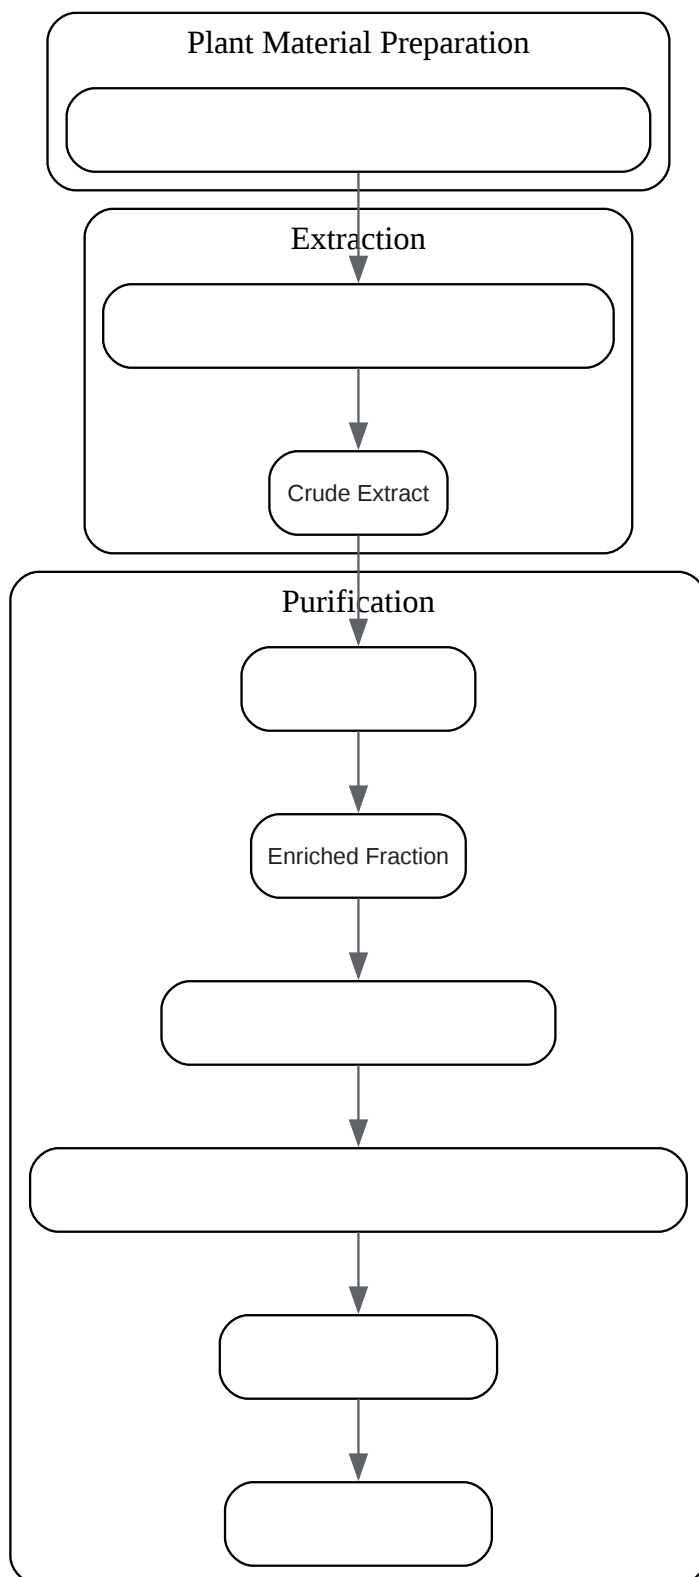 Plant Material Preparation
Extraction
Crude Extract
Purification
Enriched Fraction